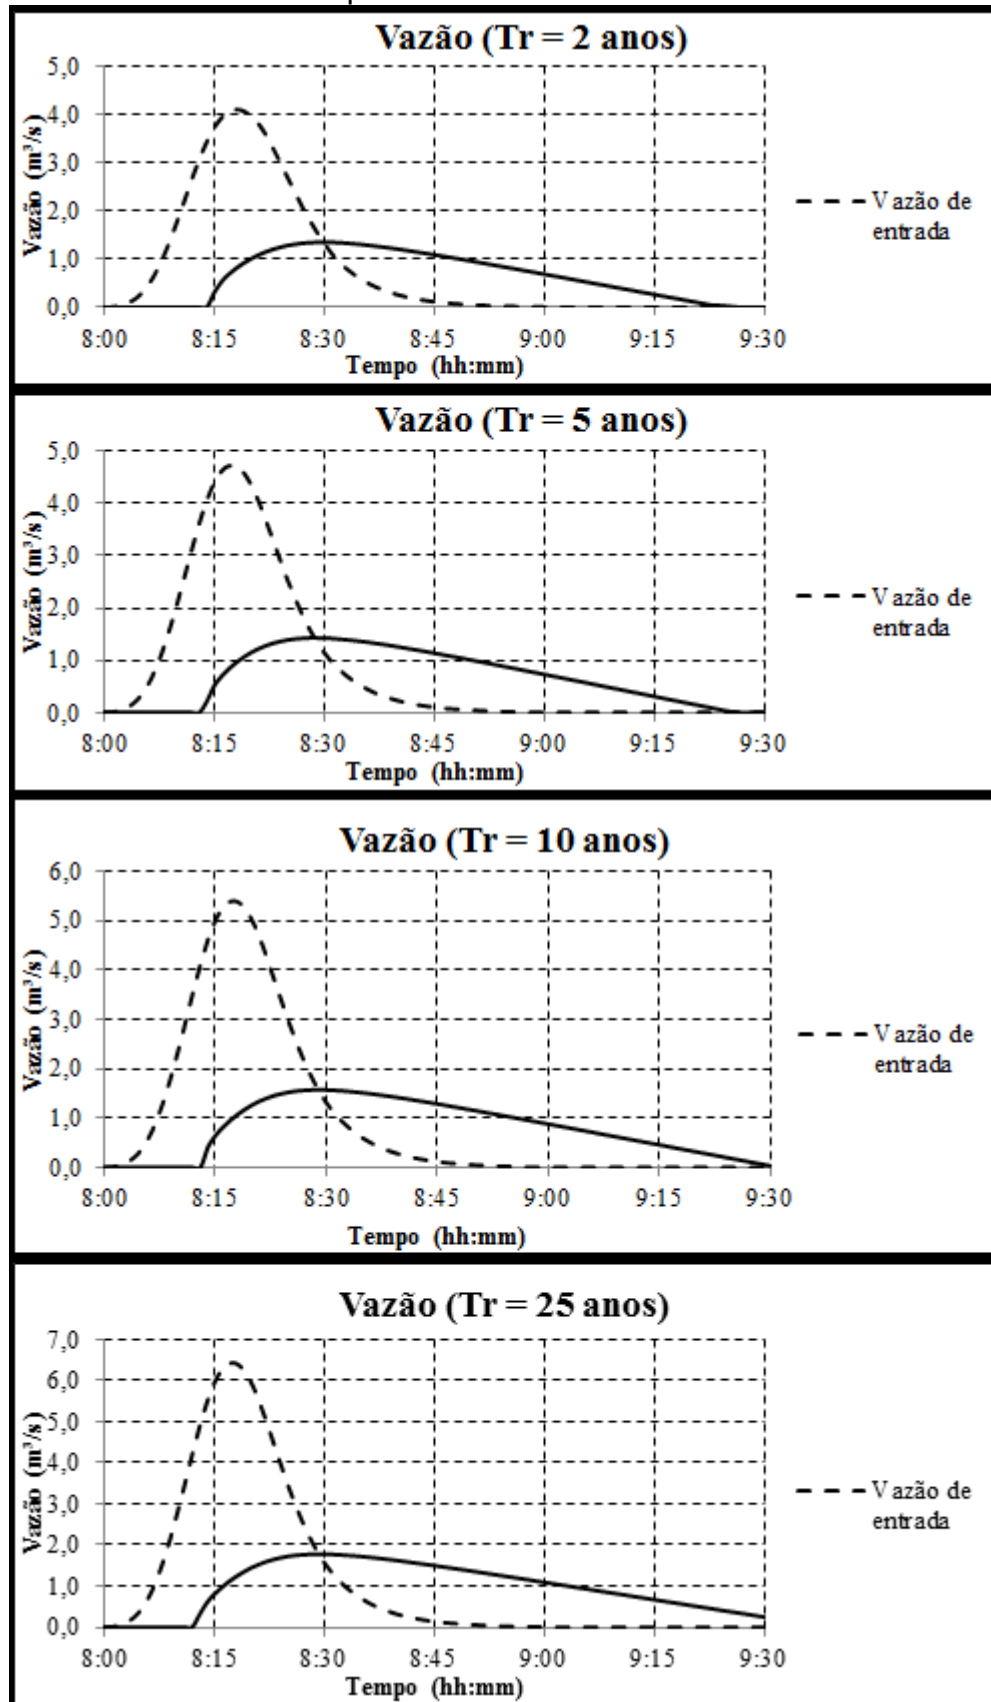 Vazão (Tr = 2 anos)
5,0
4,0
3,0
2,0
1,0
0,0
Vazão (m³/s)
8:00 8:15 8:30 8:45 9:00 9:15 9:30
Tempo (hh:mm)
Vazão de
entrada
Vazão (Tr = 5 anos)
5,0
4,0
3,0
2,0
1,0
0,0
Vazão (m³/s)
8:00 8:15 8:30 8:45 9:00 9:15 9:30
Tempo (hh:mm)
Vazão de
entrada
Vazão (Tr = 10 anos)
6,0
5,0
4,0
3,0
2,0
1,0
0,0
Vazão (m³/s)
8:00 8:15 8:30 8:45 9:00 9:15 9:30
Tempo (hh:mm)
Vazão de
entrada
Vazão (Tr = 25 anos)
7,0
6,0
5,0
4,0
3,0
2,0
1,0
0,0
Vazão (m³/s)
8:00 8:15 8:30 8:45 9:00 9:15 9:30
Tempo (hh:mm)
Vazão de
entrada